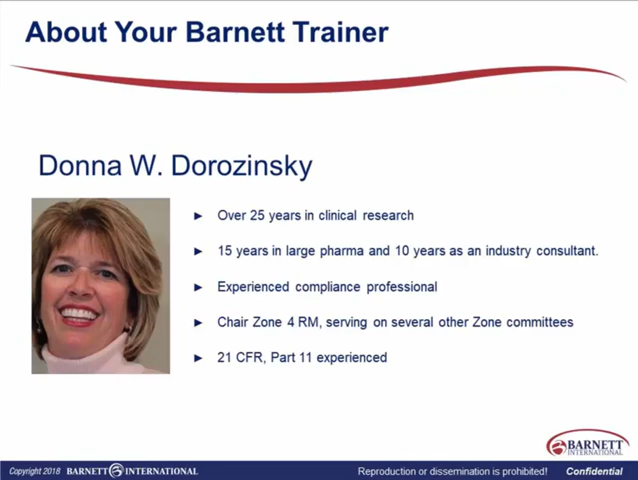 About Your Barnett Trainer
Donna W. Dorozinsky
► Over 25 years in clinical research
► 15 years in large pharma and 10 years as an industry consultant.
► Experienced compliance professional
► Chair Zone 4 RM, serving on several other Zone committees
► 21 CFR, Part 11 experienced
BARNETT
INTERNATIONAL
Copyright 2018 BARNETT INTERNATIONAL Reproduction or dissemination is prohibited! Confidential